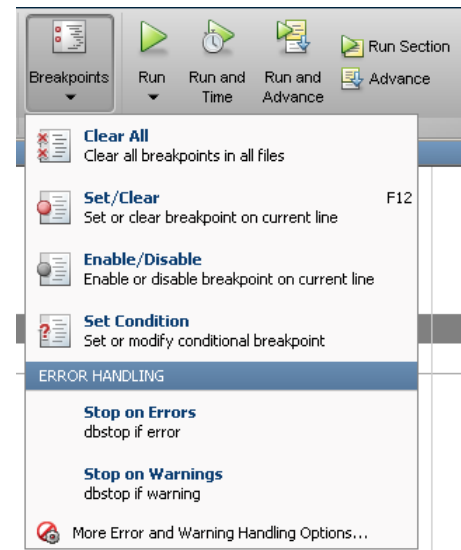 Breakpoints
Run
Run and
Time
Run and
Advance
Run Section
Advance
Clear All
Clear all breakpoints in all files
Set/Clear F12
Set or clear breakpoint on current line
Enable/Disable
Enable or disable breakpoint on current line
Set Condition
Set or modify conditional breakpoint
ERROR HANDLING
Stop on Errors
dbstop if error
Stop on Warnings
dbstop if warning
More Error and Warning Handling Options...